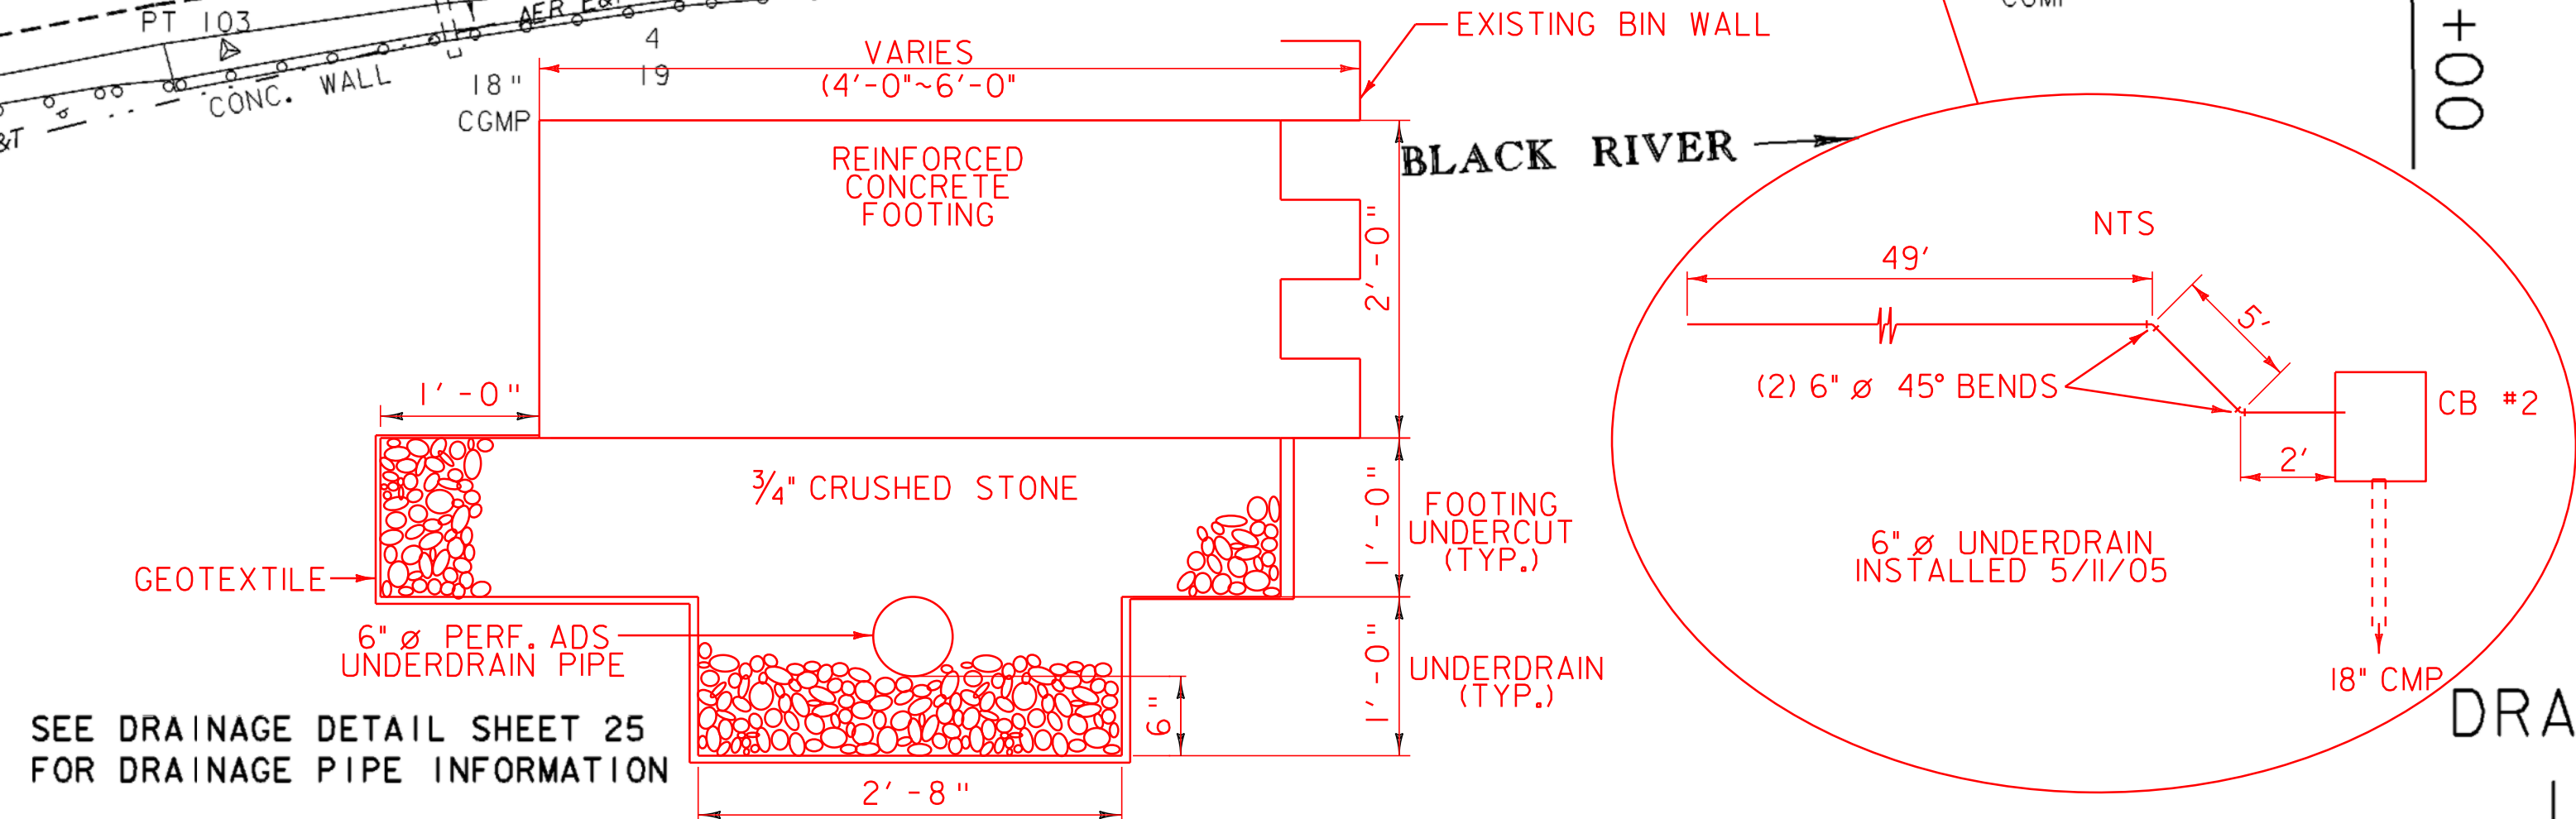 PT 103
AER E&T
4
19
18"
CGMP
CONC. WALL
&T
VARIES
(4'-0"~6'-0"
EXISTING BIN WALL
CGMP
+00
REINFORCED
CONCRETE
FOOTING
2'-0"
BLACK RIVER
NTS
49'
5'
(2) 6" ø 45° BENDS
CB #2
2'
6" ø UNDERDRAIN
INSTALLED 5/11/05
18" CMP
1'-0"
3/4" CRUSHED STONE
1'-0"
FOOTING
UNDERCUT
(TYP.)
GEOTEXTILE
6" ø PERF. ADS
UNDERDRAIN PIPE
1'-0"
UNDERDRAIN
(TYP.)
6"
2'-8"
SEE DRAINAGE DETAIL SHEET 25
FOR DRAINAGE PIPE INFORMATION
DRA